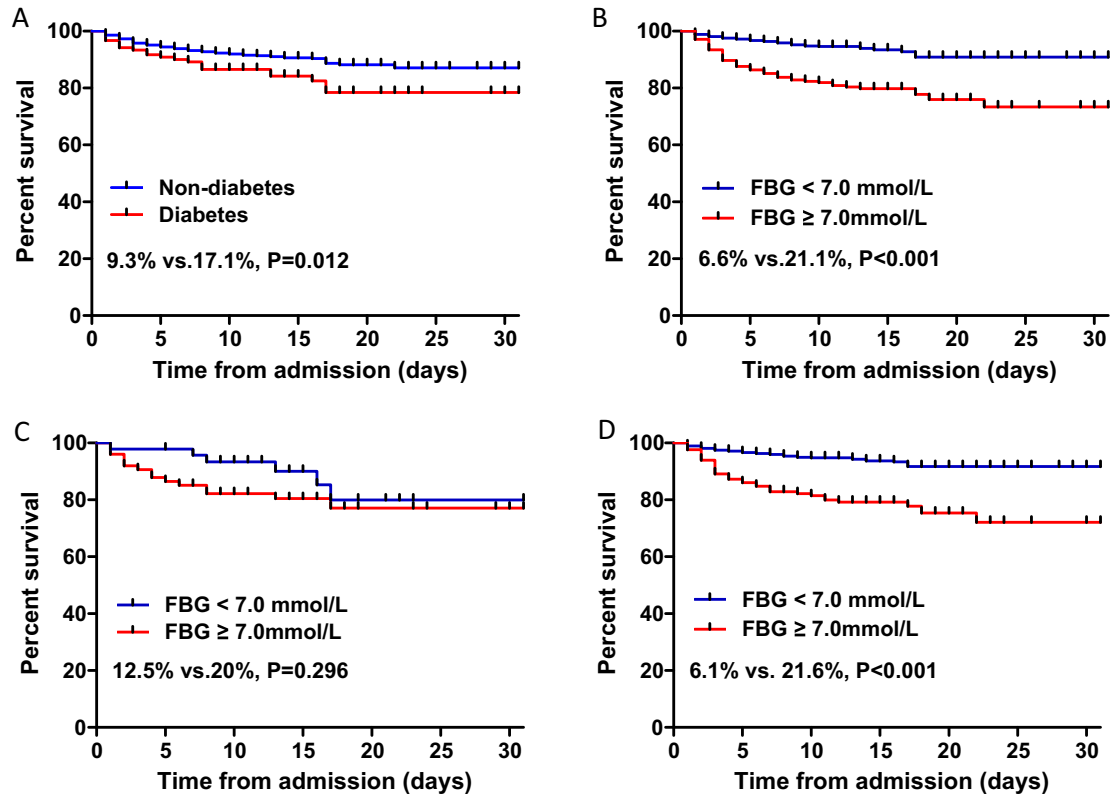 A
Percent survival
100
80
60
40
20
0
Non-diabetes
Diabetes
9.3% vs.17.1%, P=0.012
0 5 10 15 20 25 30
Time from admission (days)
B
Percent survival
100
80
60
40
20
0
FBG < 7.0 mmol/L
FBG ≥ 7.0mmol/L
6.6% vs.21.1%, P<0.001
0 5 10 15 20 25 30
Time from admission (days)
C
Percent survival
100
80
60
40
20
0
FBG < 7.0 mmol/L
FBG ≥ 7.0mmol/L
12.5% vs.20%, P=0.296
0 5 10 15 20 25 30
Time from admission (days)
D
Percent survival
100
80
60
40
20
0
FBG < 7.0 mmol/L
FBG ≥ 7.0mmol/L
6.1% vs. 21.6%, P<0.001
0 5 10 15 20 25 30
Time from admission (days)